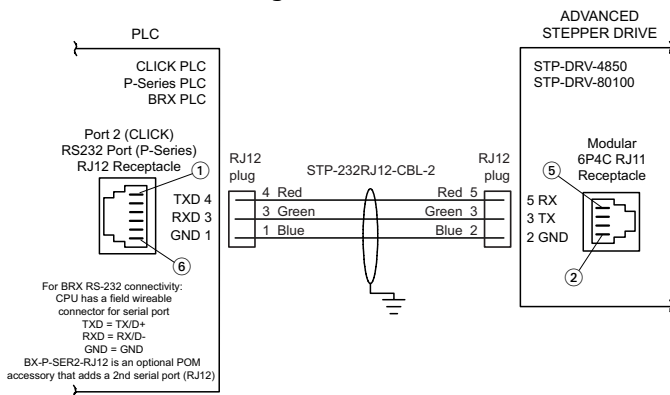 PLC
CLICK PLC
P-Series PLC
BRX PLC
Port 2 (CLICK)
RS232 Port (P-Series)
RJ12 Receptacle
1
6
TXD 4
RXD 3
GND 1
For BRX RS-232 connectivity:
CPU has a field wireable
connector for serial port
TXD = TX/D+
RXD = RX/D-
GND = GND
BX-P-SER2-RJ12 is an optional POM
accessory that adds a 2nd serial port (RJ12)
RJ12
plug
STP-232RJ12-CBL-2
RJ12
plug
4 Red Red 5
3 Green Green 3
1 Blue Blue 2
ADVANCED
STEPPER DRIVE
STP-DRV-4850
STP-DRV-80100
Modular
6P4C RJ11
Receptacle
5
5 RX
3 TX
2 GND
2